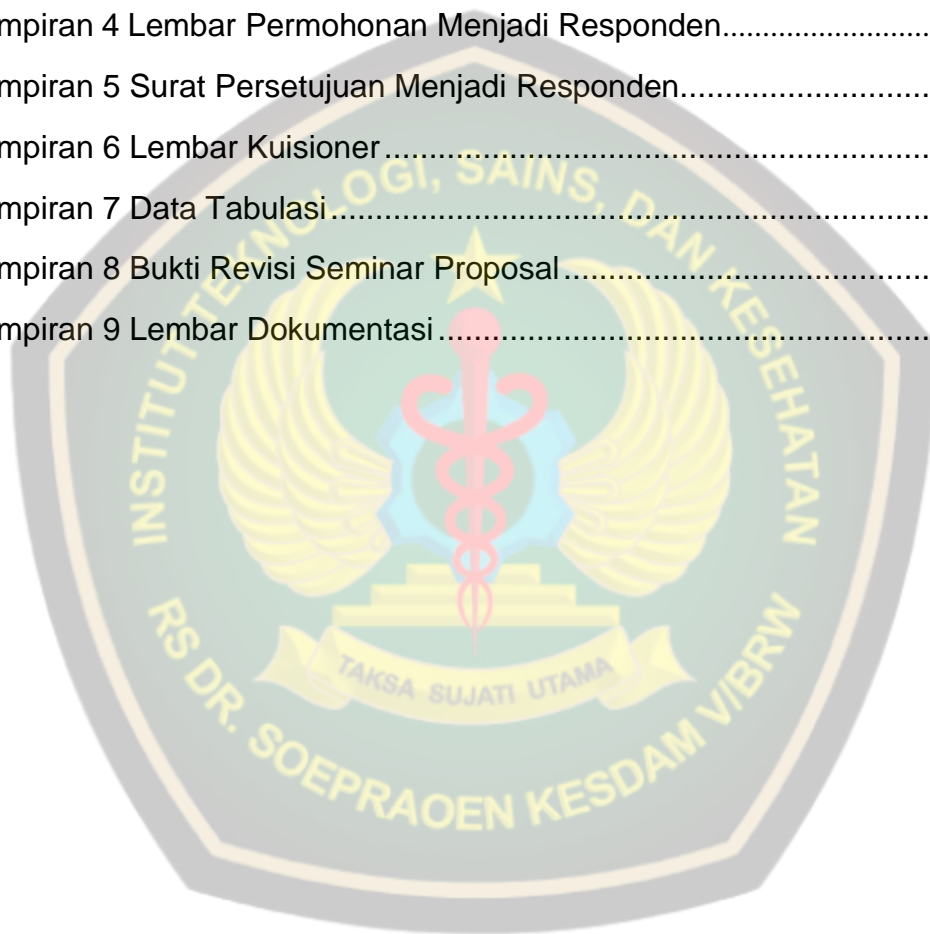 mpiran 4 Lembar Permohonan Menjadi Responden..........................
mpiran 5 Surat Persetujuan Menjadi Responden............................
mpiran 6 Lembar Kuisioner.............................................................
mpiran 7 Data Tabulasi...................................................................
mpiran 8 Bukti Revisi Seminar Proposal.........................................
mpiran 9 Lembar Dokumentasi.......................................................
INSTITUT TEKNOLOGI, SAINS, DAN KESEHATAN
TAKSA SUJATI UTAMA
RS DR. SOEPRAOEN KESDAM V/BRW